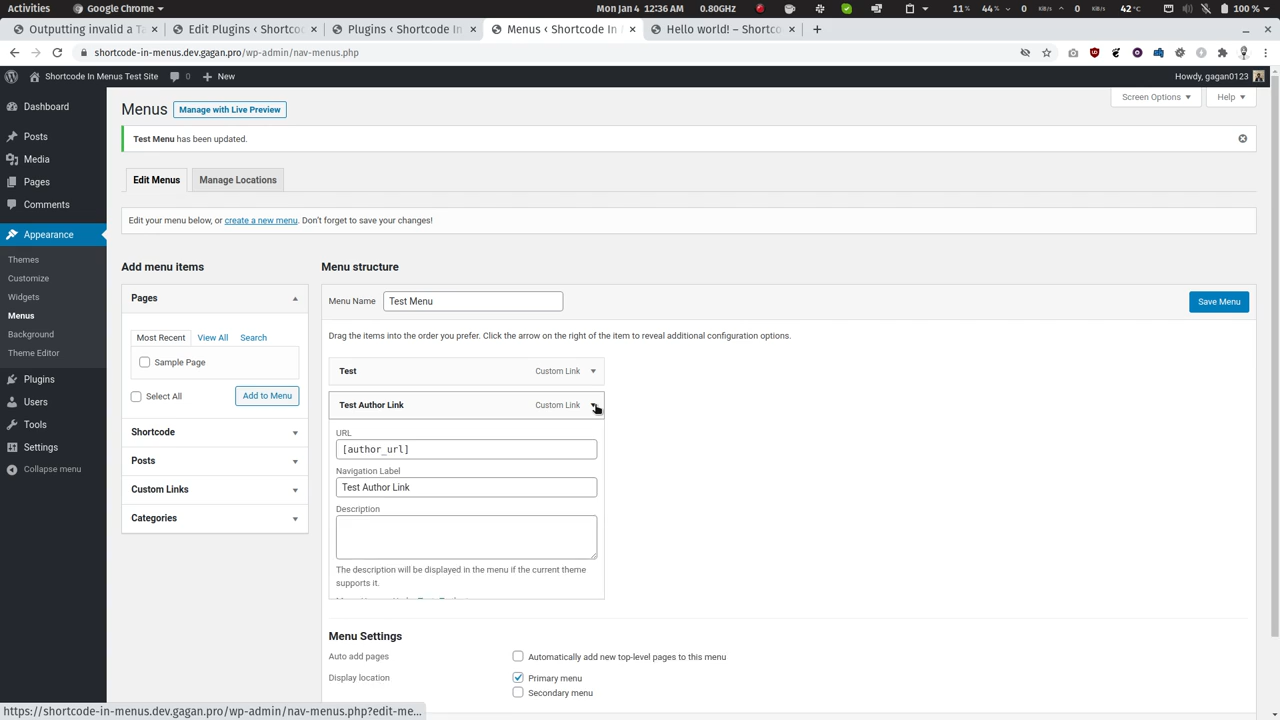 Mon Jan 4 12:36 AM 0.80GHz
11% 44% 0 KiB/s 0 KiB/s 42°C 100 %
Outputting invalid a Ta
Edit Plugins ‹ Shortcod
Plugins ‹ Shortcode In
Menus ‹ Shortcode In
Hello world! – Shortco
shortcode-in-menus.dev.gagan.pro/wp-admin/nav-menus.php
Shortcode In Menus Test Site
0
New
Howdy, gagan0123
Dashboard
Posts
Media
Pages
Comments
Appearance
Themes
Customize
Widgets
Menus
Background
Theme Editor
Plugins
Users
Tools
Settings
Collapse menu
Menus
Manage with Live Preview
Screen Options
Help
Test Menu has been updated.
Edit Menus
Manage Locations
Edit your menu below, or create a new menu. Don't forget to save your changes!
Add menu items
Pages
Most Recent
View All
Search
Sample Page
Select All
Add to Menu
Shortcode
Posts
Custom Links
Categories
Menu structure
Menu Name
Test Menu
Save Menu
Drag the items into the order you prefer. Click the arrow on the right of the item to reveal additional configuration options.
Test
Custom Link
Test Author Link
Custom Link
URL
[author_url]
Navigation Label
Test Author Link
Description
The description will be displayed in the menu if the current theme
supports it.
Menu Settings
Auto add pages
Automatically add new top-level pages to this menu
Display location
Primary menu
Secondary menu
https://shortcode-in-menus.dev.gagan.pro/wp-admin/nav-menus.php?edit-me...